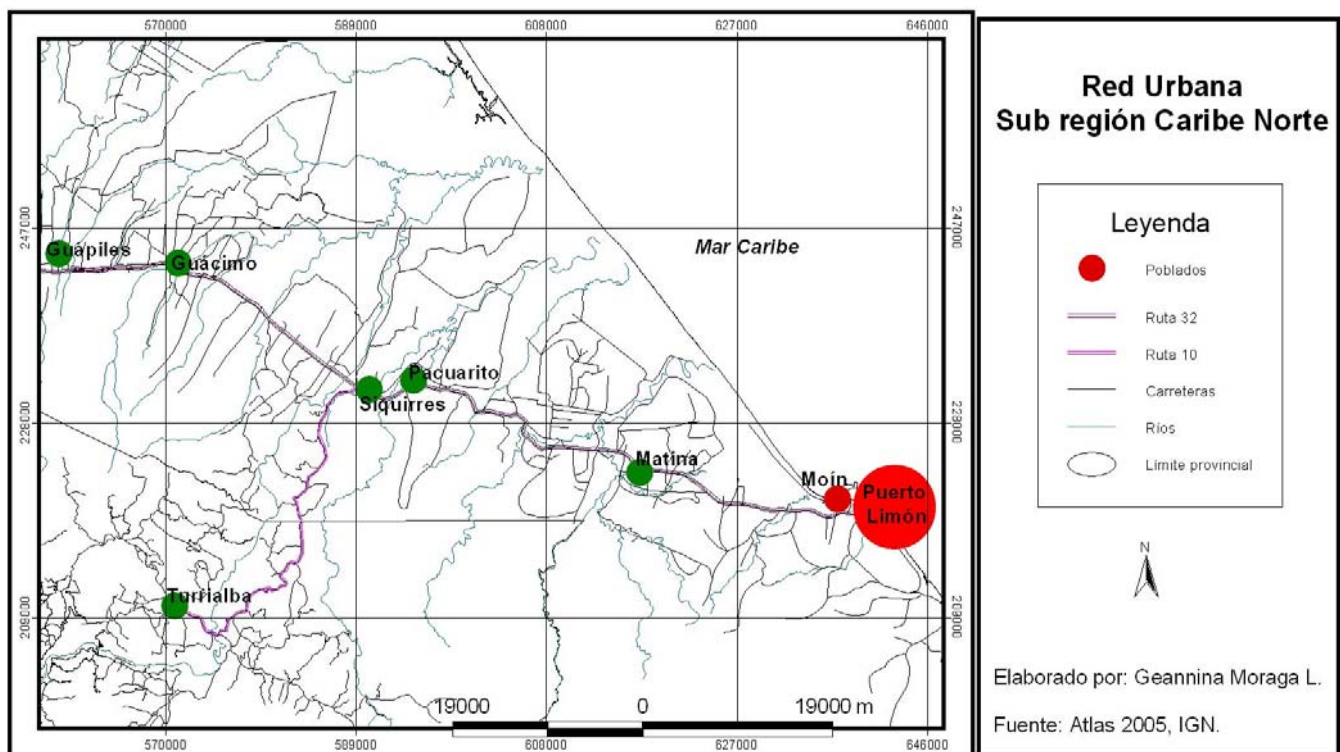 570000 589000 608000 627000 646000
247000 247000
Mar Caribe
Guápiles
Guácimo
Pacuarito
Siquirres
228000 228000
Matina
Moín
Puerto
Limón
Turrialba
209000 209000
19000 0 19000 m
570000 589000 608000 627000 646000
Red Urbana
Sub región Caribe Norte
Leyenda
Poblados
Ruta 32
Ruta 10
Carreteras
Ríos
Límite provincial
N
Elaborado por: Geannina Moraga L.
Fuente: Atlas 2005, IGN.